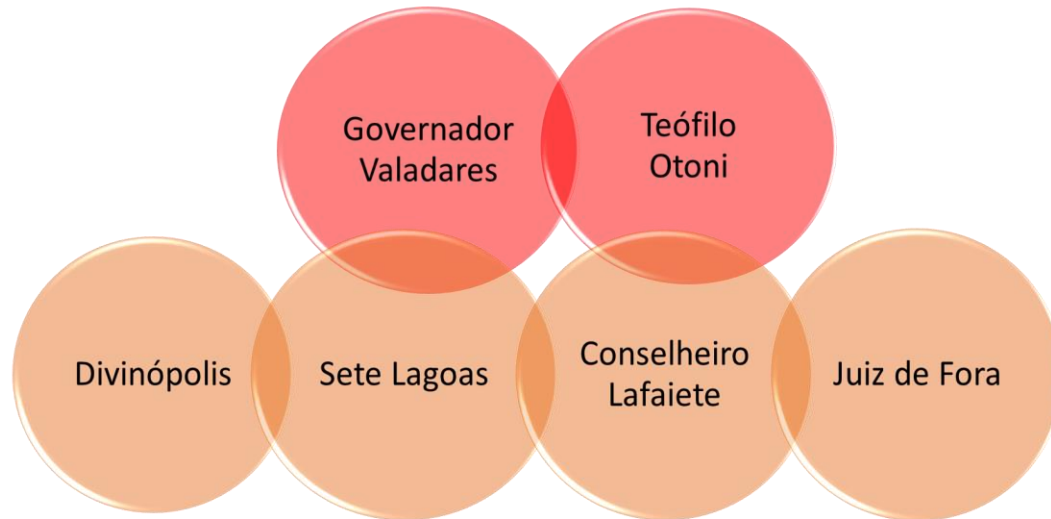 Governador
Valadares
Teófilo
Otoni
Divinópolis
Sete Lagoas
Conselheiro
Lafaiete
Juiz de Fora